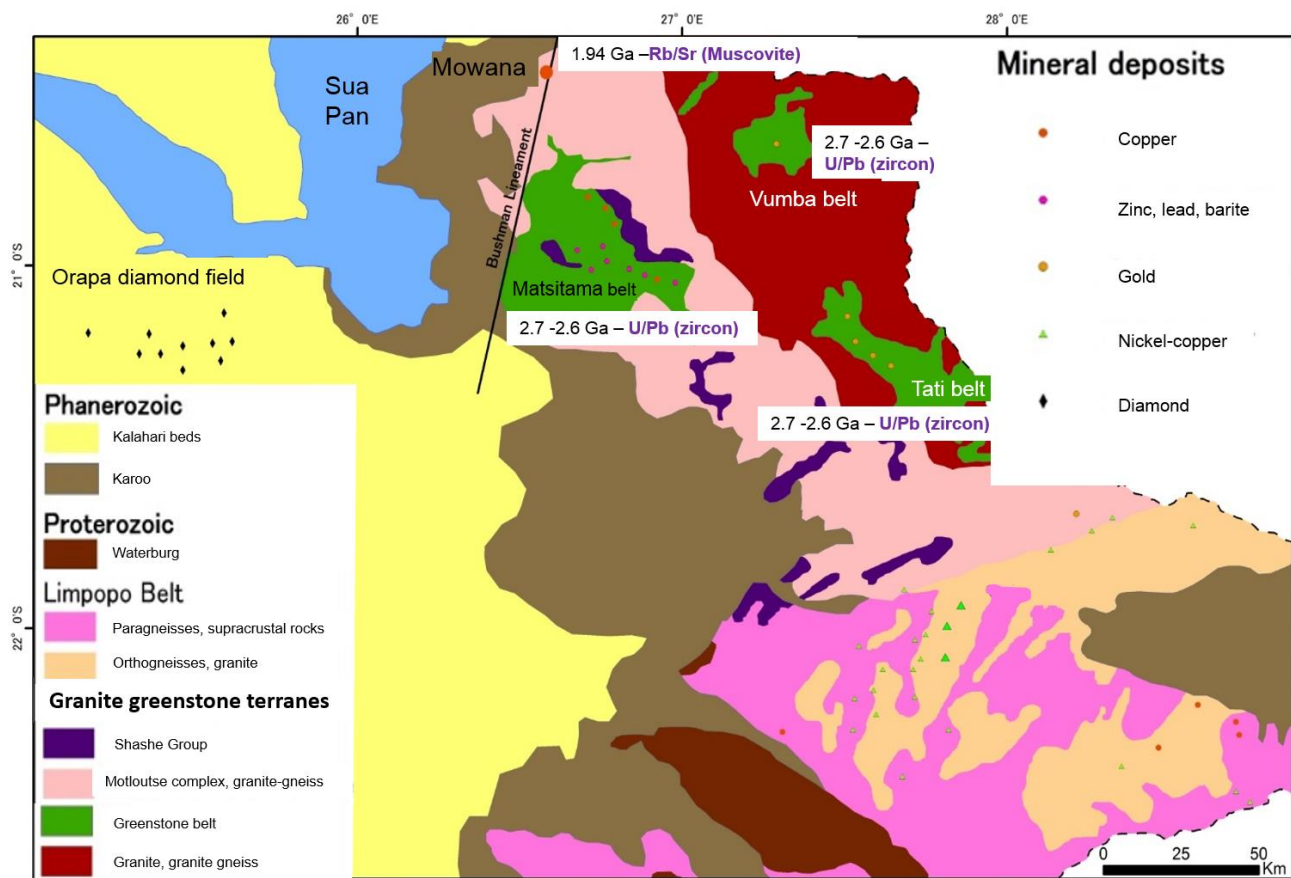 26° 0'E
27° 0'E
28° 0'E
21° 0'S
22° 0'S
1.94 Ga –Rb/Sr (Muscovite)
Mowana
Sua
Pan
Bushman Lineament
2.7 -2.6 Ga –
U/Pb (zircon)
Vumba belt
Orapa diamond field
Matsitama belt
2.7 -2.6 Ga – U/Pb (zircon)
Tati belt
2.7 -2.6 Ga – U/Pb (zircon)
Mineral deposits
Copper
Zinc, lead, barite
Gold
Nickel-copper
Diamond
Phanerozoic
Kalahari beds
Karoo
Proterozoic
Waterburg
Limpopo Belt
Paragneisses, supracrustal rocks
Orthogneisses, granite
Granite greenstone terranes
Shashe Group
Motloutse complex, granite-gneiss
Greenstone belt
Granite, granite gneiss
0 25 50
Km